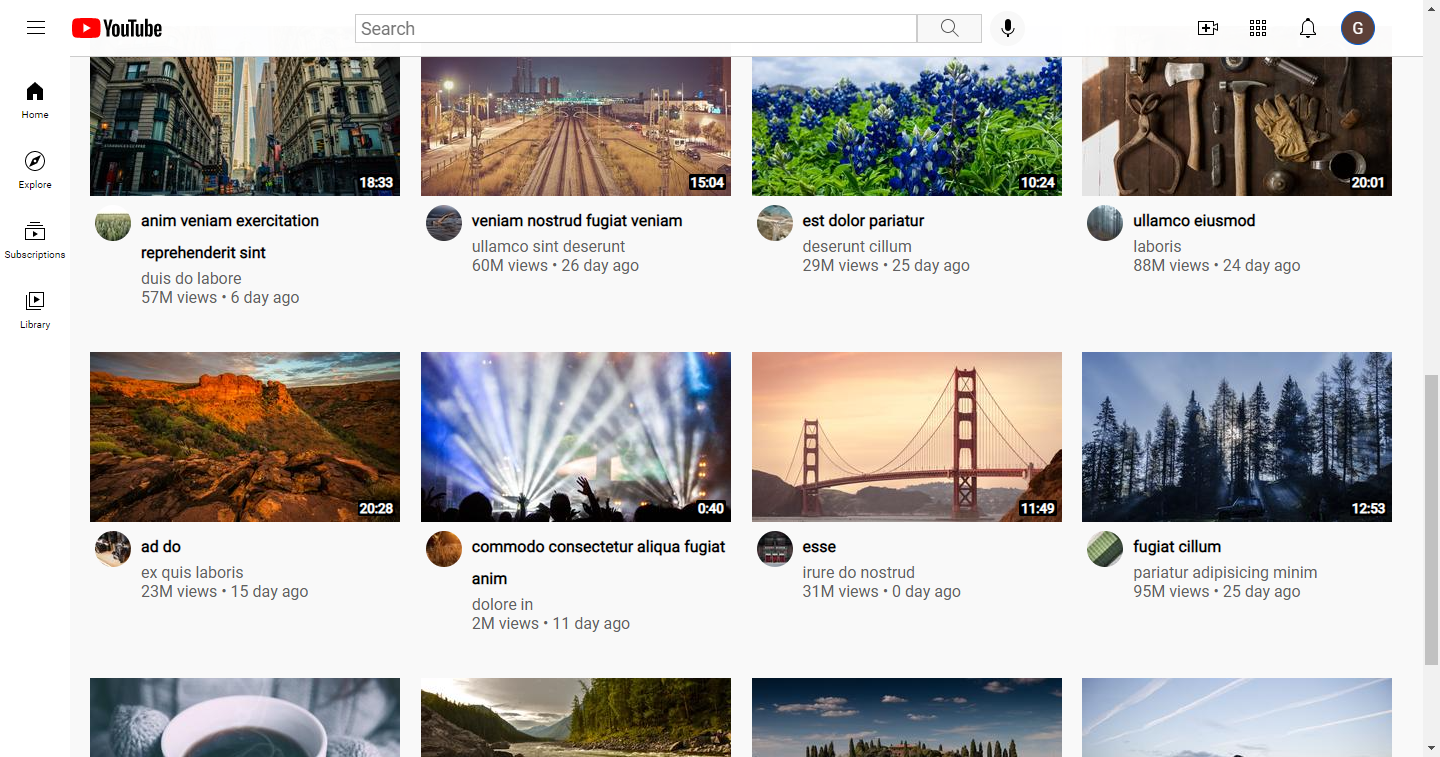 YouTube
Search
G
Home
Explore
Subscriptions
Library
18:33
15:04
10:24
20:01
anim veniam exercitation
reprehenderit sint
duis do labore
57M views • 6 day ago
veniam nostrud fugiat veniam
ullamco sint deserunt
60M views • 26 day ago
est dolor pariatur
deserunt cillum
29M views • 25 day ago
ullamco eiusmod
laboris
88M views • 24 day ago
20:28
0:40
11:49
12:53
ad do
ex quis laboris
23M views • 15 day ago
commodo consectetur aliqua fugiat
anim
dolore in
2M views • 11 day ago
esse
irure do nostrud
31M views • 0 day ago
fugiat cillum
pariatur adipisicing minim
95M views • 25 day ago